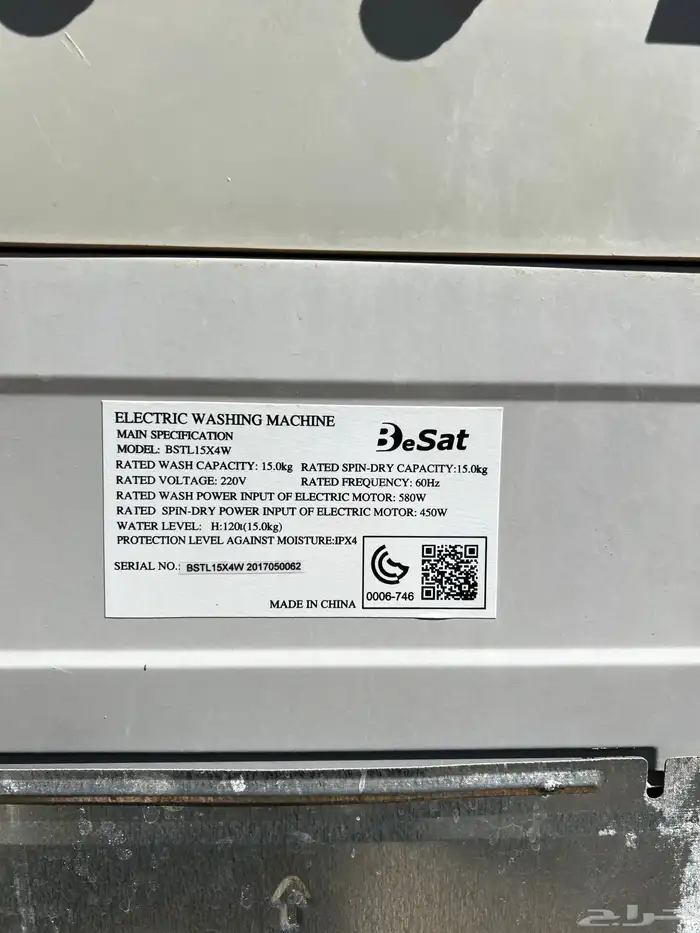 ELECTRIC WASHING MACHINE
BeSat
MAIN SPECIFICATION
MODEL: BSTL15X4W
RATED WASH CAPACITY: 15.0kg RATED SPIN-DRY CAPACITY:15.0kg
RATED VOLTAGE: 220V RATED FREQUENCY: 60Hz
RATED WASH POWER INPUT OF ELECTRIC MOTOR: 580W
RATED SPIN-DRY POWER INPUT OF ELECTRIC MOTOR: 450W
WATER LEVEL: H:120ℓ(15.0kg)
PROTECTION LEVEL AGAINST MOISTURE:IPX4
SERIAL NO.: BSTL15X4W 2017050062
0006-746
MADE IN CHINA
حراج